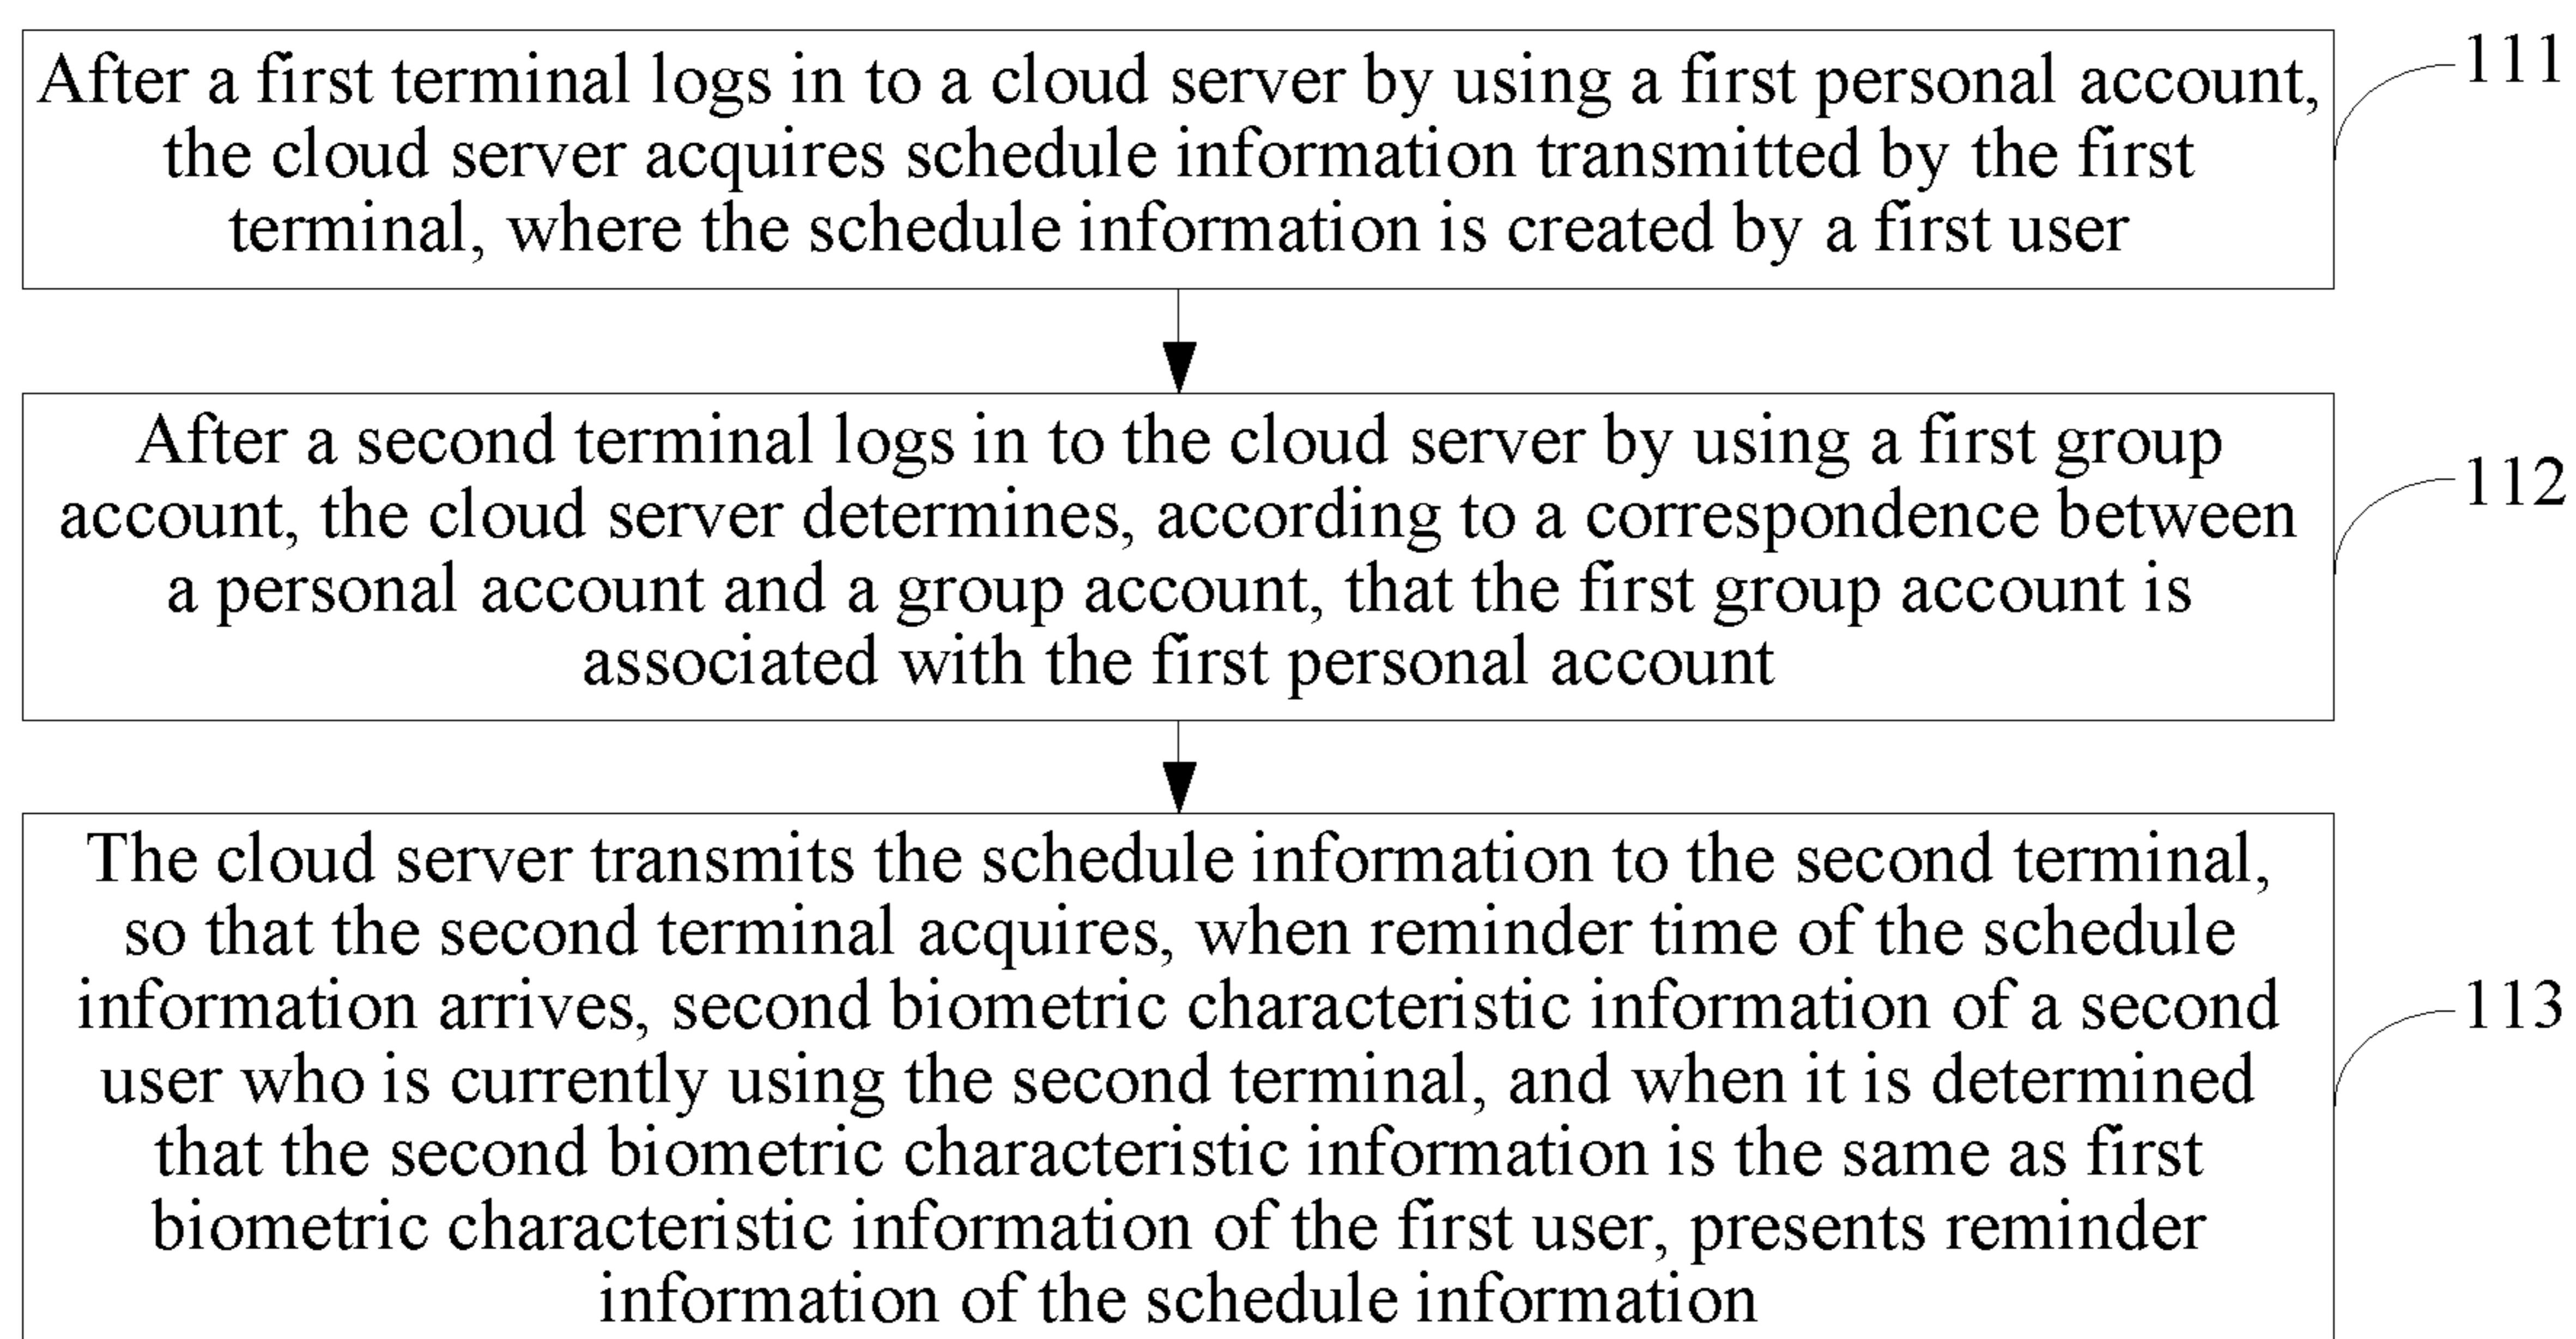 After a first terminal logs in to a cloud server by using a first personal account,
the cloud server acquires schedule information transmitted by the first
terminal, where the schedule information is created by a first user
111
After a second terminal logs in to the cloud server by using a first group
account, the cloud server determines, according to a correspondence between
a personal account and a group account, that the first group account is
associated with the first personal account
112
The cloud server transmits the schedule information to the second terminal,
so that the second terminal acquires, when reminder time of the schedule
information arrives, second biometric characteristic information of a second
user who is currently using the second terminal, and when it is determined
that the second biometric characteristic information is the same as first
biometric characteristic information of the first user, presents reminder
information of the schedule information
113